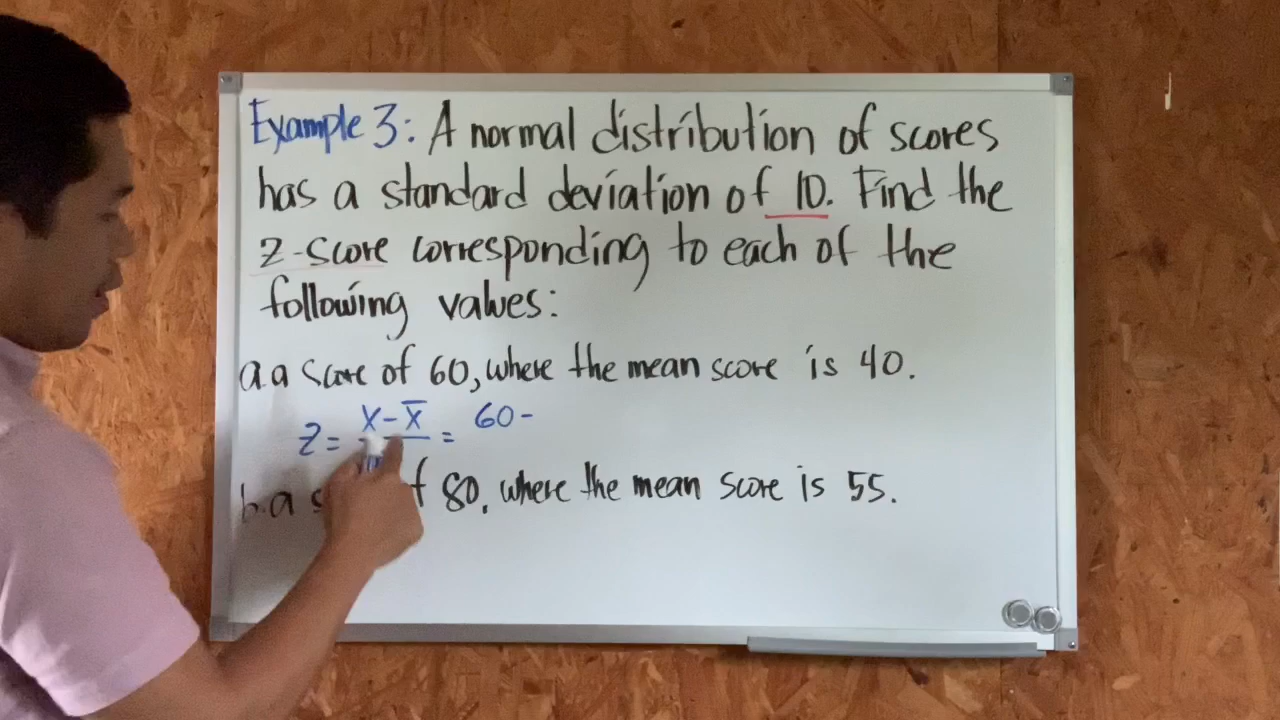 Example 3: A normal distribution of scores
has a standard deviation of 10. Find the
z-score corresponding to each of the
following values:
a. a score of 60, where the mean score is 40.
z = x - x̄ = 60 -
b. a 80, where the mean score is 55.